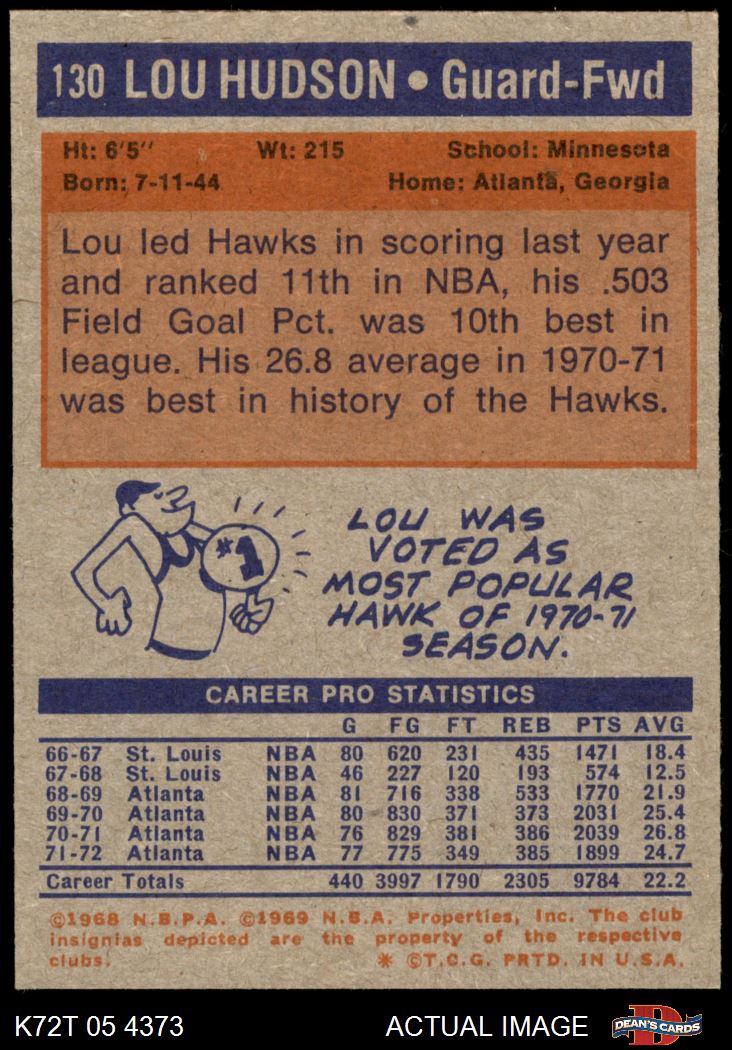 130 LOU HUDSON • Guard-Fwd
Ht: 6'5" Wt: 215 School: Minnesota
Born: 7-11-44 Home: Atlanta, Georgia
Lou led Hawks in scoring last year
and ranked 11th in NBA, his .503
Field Goal Pct. was 10th best in
league. His 26.8 average in 1970-71
was best in history of the Hawks.
#1
LOU WAS
VOTED AS
MOST POPULAR
HAWK OF 1970-71
SEASON.
CAREER PRO STATISTICS
G FG FT REB PTS AVG
66-67 St. Louis NBA 80 620 231 435 1471 18.4
67-68 St. Louis NBA 46 227 120 193 574 12.5
68-69 Atlanta NBA 81 716 338 533 1770 21.9
69-70 Atlanta NBA 80 830 371 373 2031 25.4
70-71 Atlanta NBA 76 829 381 386 2039 26.8
71-72 Atlanta NBA 77 775 349 385 1899 24.7
Career Totals 440 3997 1790 2305 9784 22.2
©1968 N.B.P.A. ©1969 N.B.A. Properties, Inc. The club
insignias depicted are the property of the respective
clubs. * ©T.C.G. PRTD. IN U.S.A.
K72T 05 4373 ACTUAL IMAGE D DEAN'S CARDS